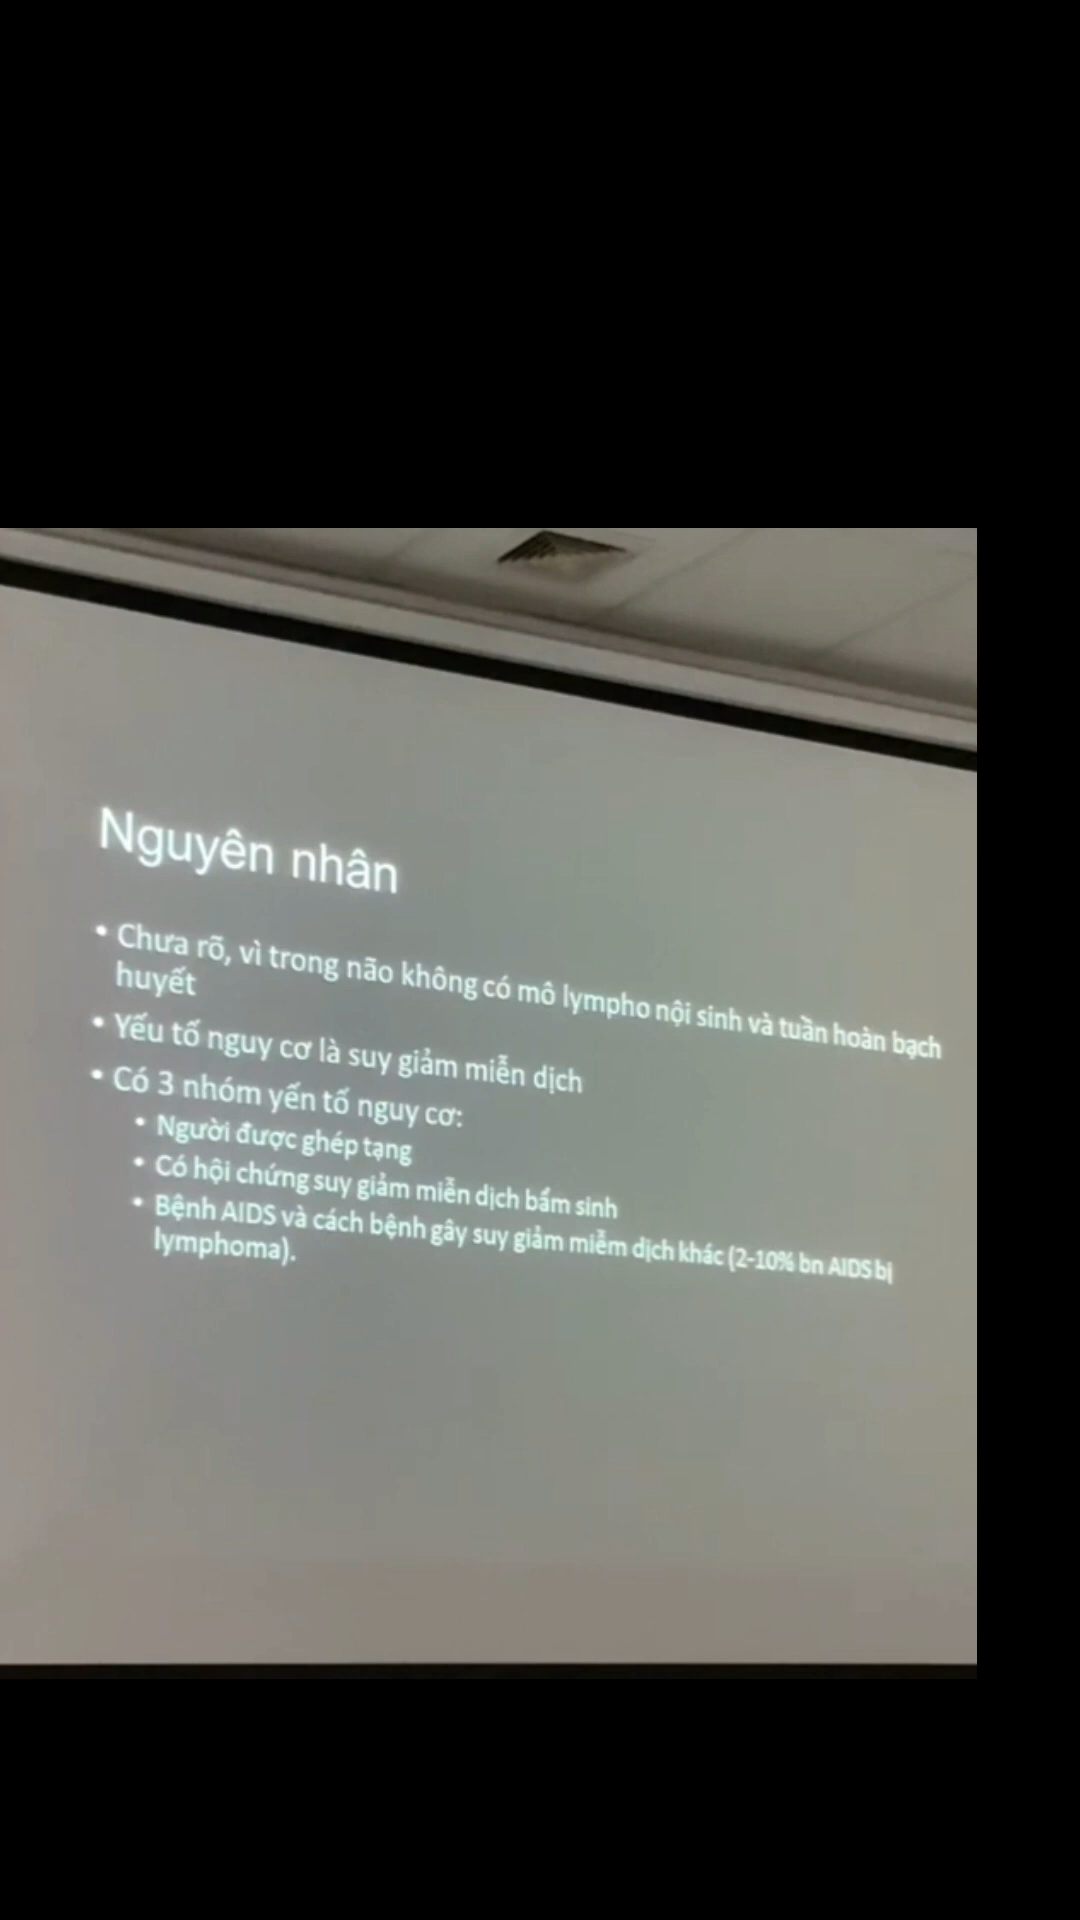 Nguyên nhân
• Chưa rõ, vì trong não không có mô lympho nội sinh và tuần hoàn bạch
huyết
• Yếu tố nguy cơ là suy giảm miễn dịch
• Có 3 nhóm yến tố nguy cơ:
• Người được ghép tạng
• Có hội chứng suy giảm miễn dịch bẩm sinh
• Bệnh AIDS và cách bệnh gây suy giảm miễm dịch khác (2-10% bn AIDS bị
lymphoma).